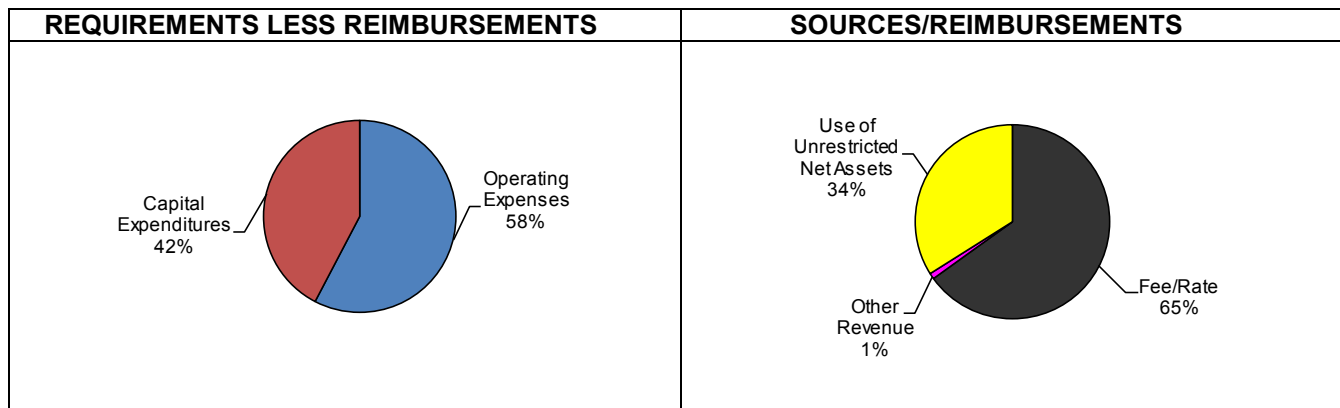 REQUIREMENTS LESS REIMBURSEMENTS
Capital
Expenditures
42%
Operating
Expenses
58%
SOURCES/REIMBURSEMENTS
Use of
Unrestricted
Net Assets
34%
Other
Revenue
1%
Fee/Rate
65%